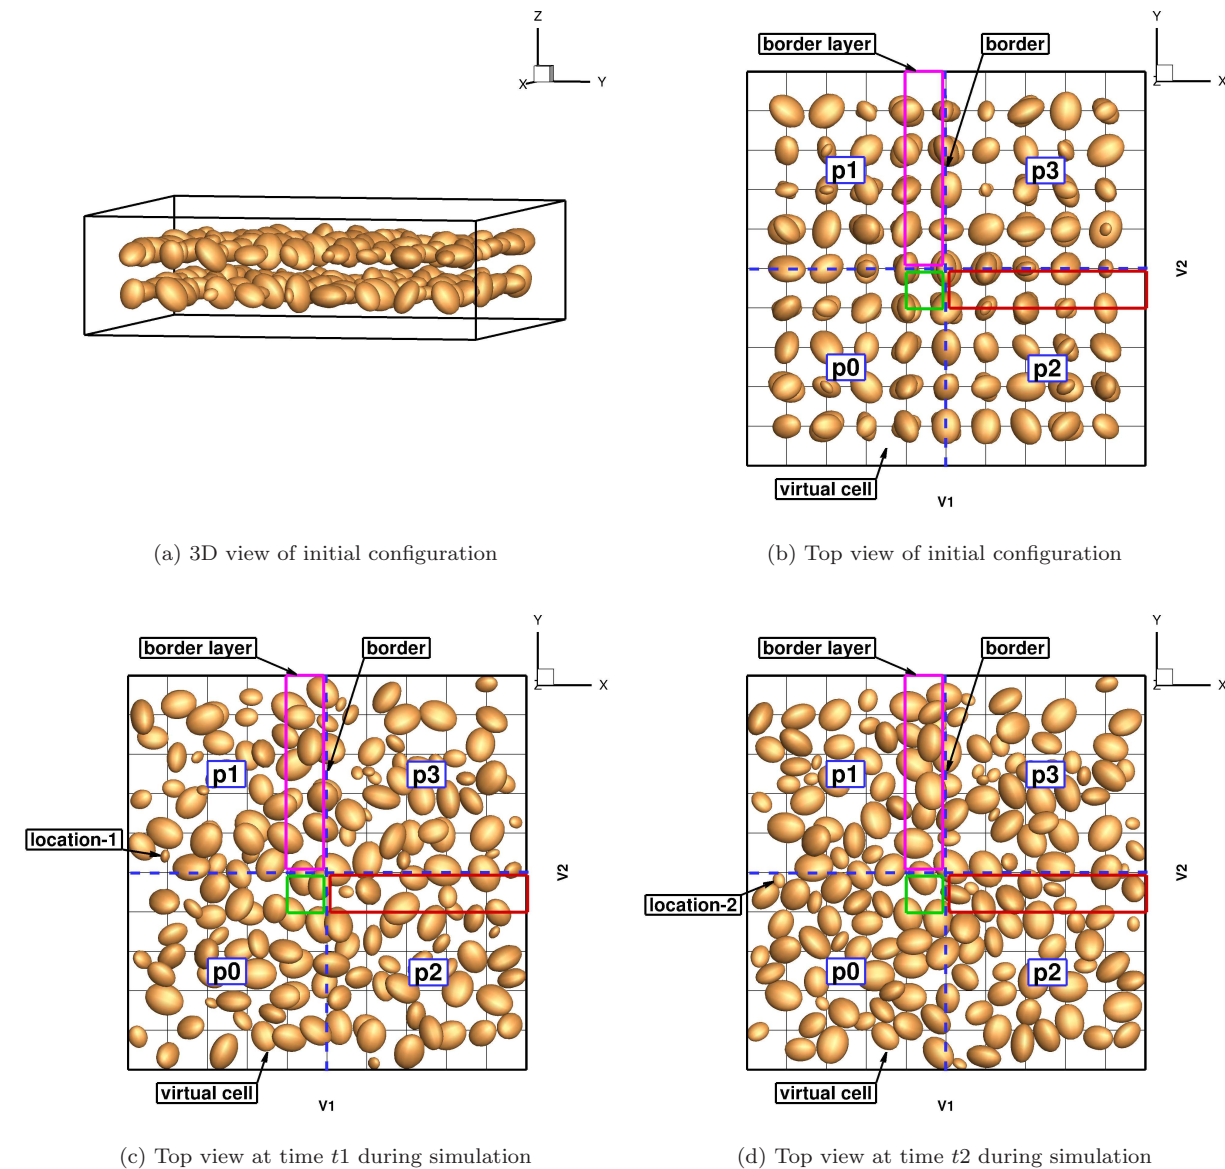 Z
X
Y
(a) 3D view of initial configuration
Y
Z
X
border layer
border
p1
p3
V2
p0
p2
virtual cell
V1
(b) Top view of initial configuration
Y
Z
X
border layer
border
p1
p3
location-1
V2
p0
p2
virtual cell
V1
(c) Top view at time t1 during simulation
Y
Z
X
border layer
border
p1
p3
V2
location-2
p0
p2
virtual cell
V1
(d) Top view at time t2 during simulation